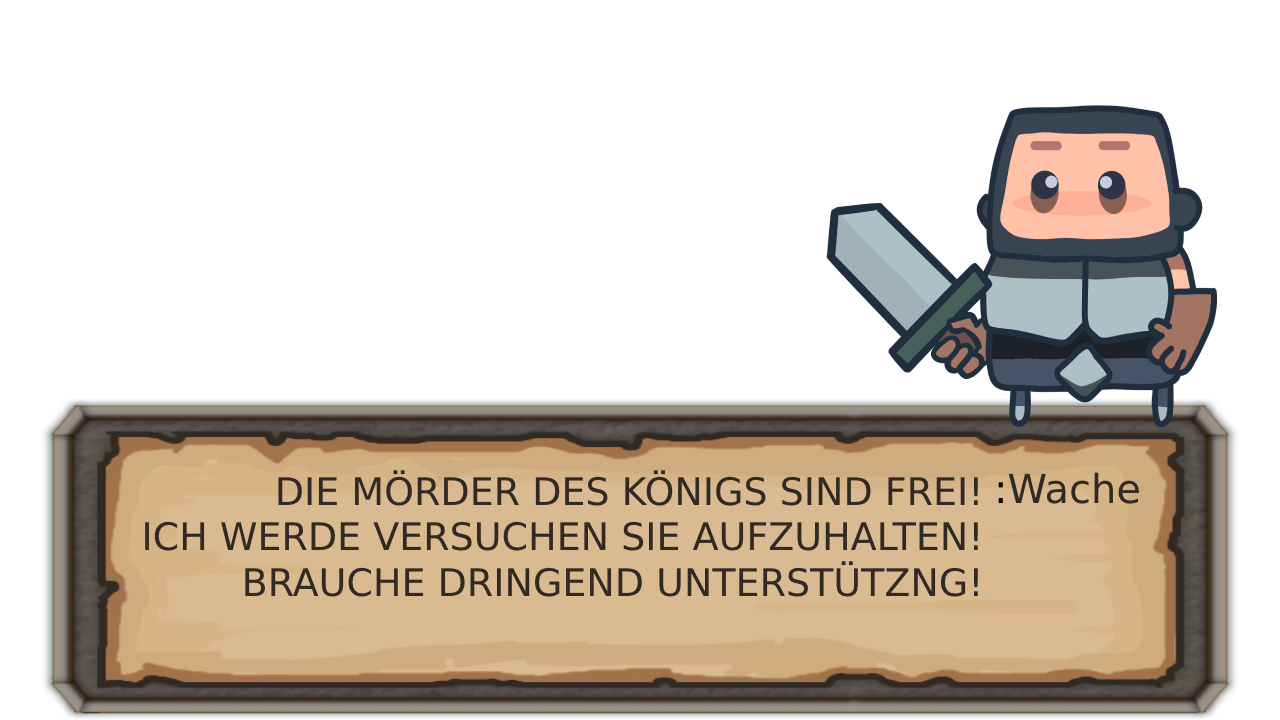 DIE MÖRDER DES KÖNIGS SIND FREI! :Wache
ICH WERDE VERSUCHEN SIE AUFZUHALTEN!
BRAUCHE DRINGEND UNTERSTÜTZNG!